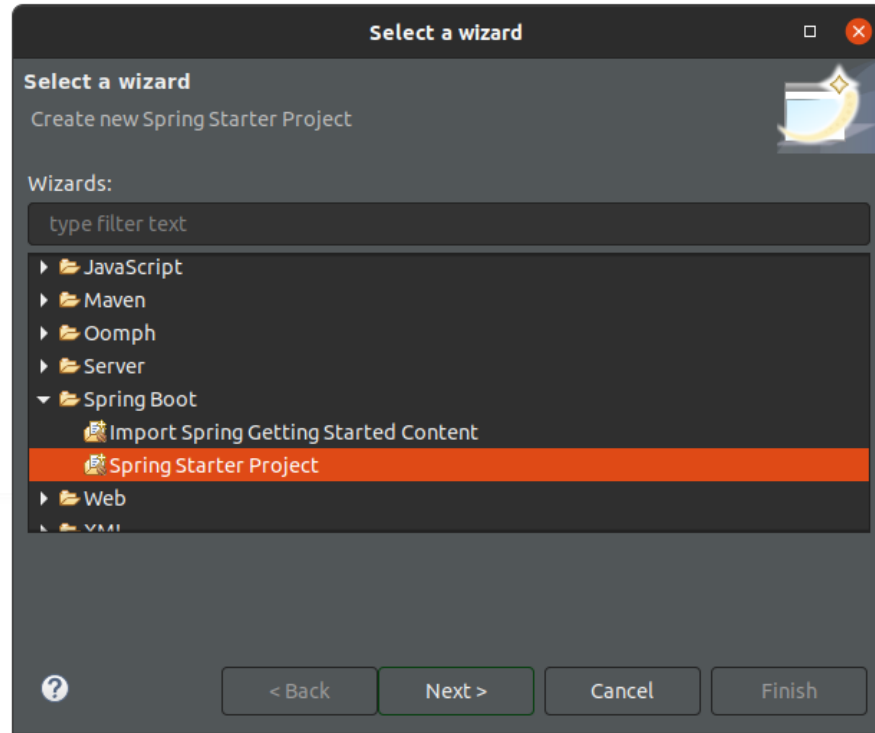 Select a wizard
Select a wizard
Create new Spring Starter Project
Wizards:
type filter text
JavaScript
Maven
Oomph
Server
Spring Boot
Import Spring Getting Started Content
Spring Starter Project
Web
XML
? < Back Next > Cancel Finish